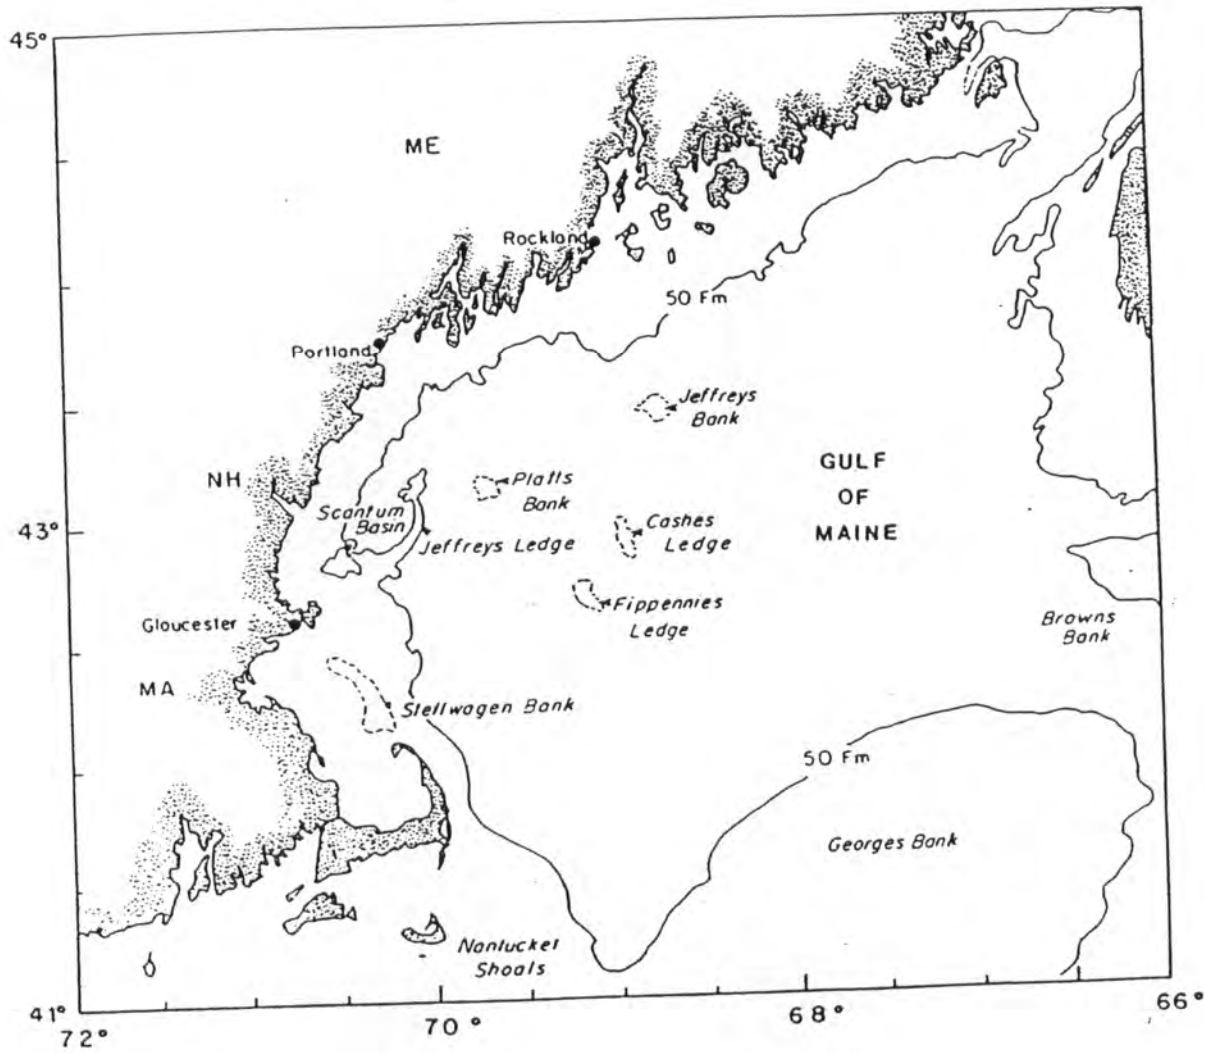 45°
ME
Rockland
50 Fm
Portland
Jeffreys
Bank
GULF
OF
MAINE
NH
Platts
Bank
Scantum
Basin
43°
Jeffreys Ledge
Cashes
Ledge
Fippennies
Ledge
Gloucester
Browns
Bank
MA
Stellwagen Bank
50 Fm
Georges Bank
Nantucket
Shoals
41°
72°
70°
68°
66°